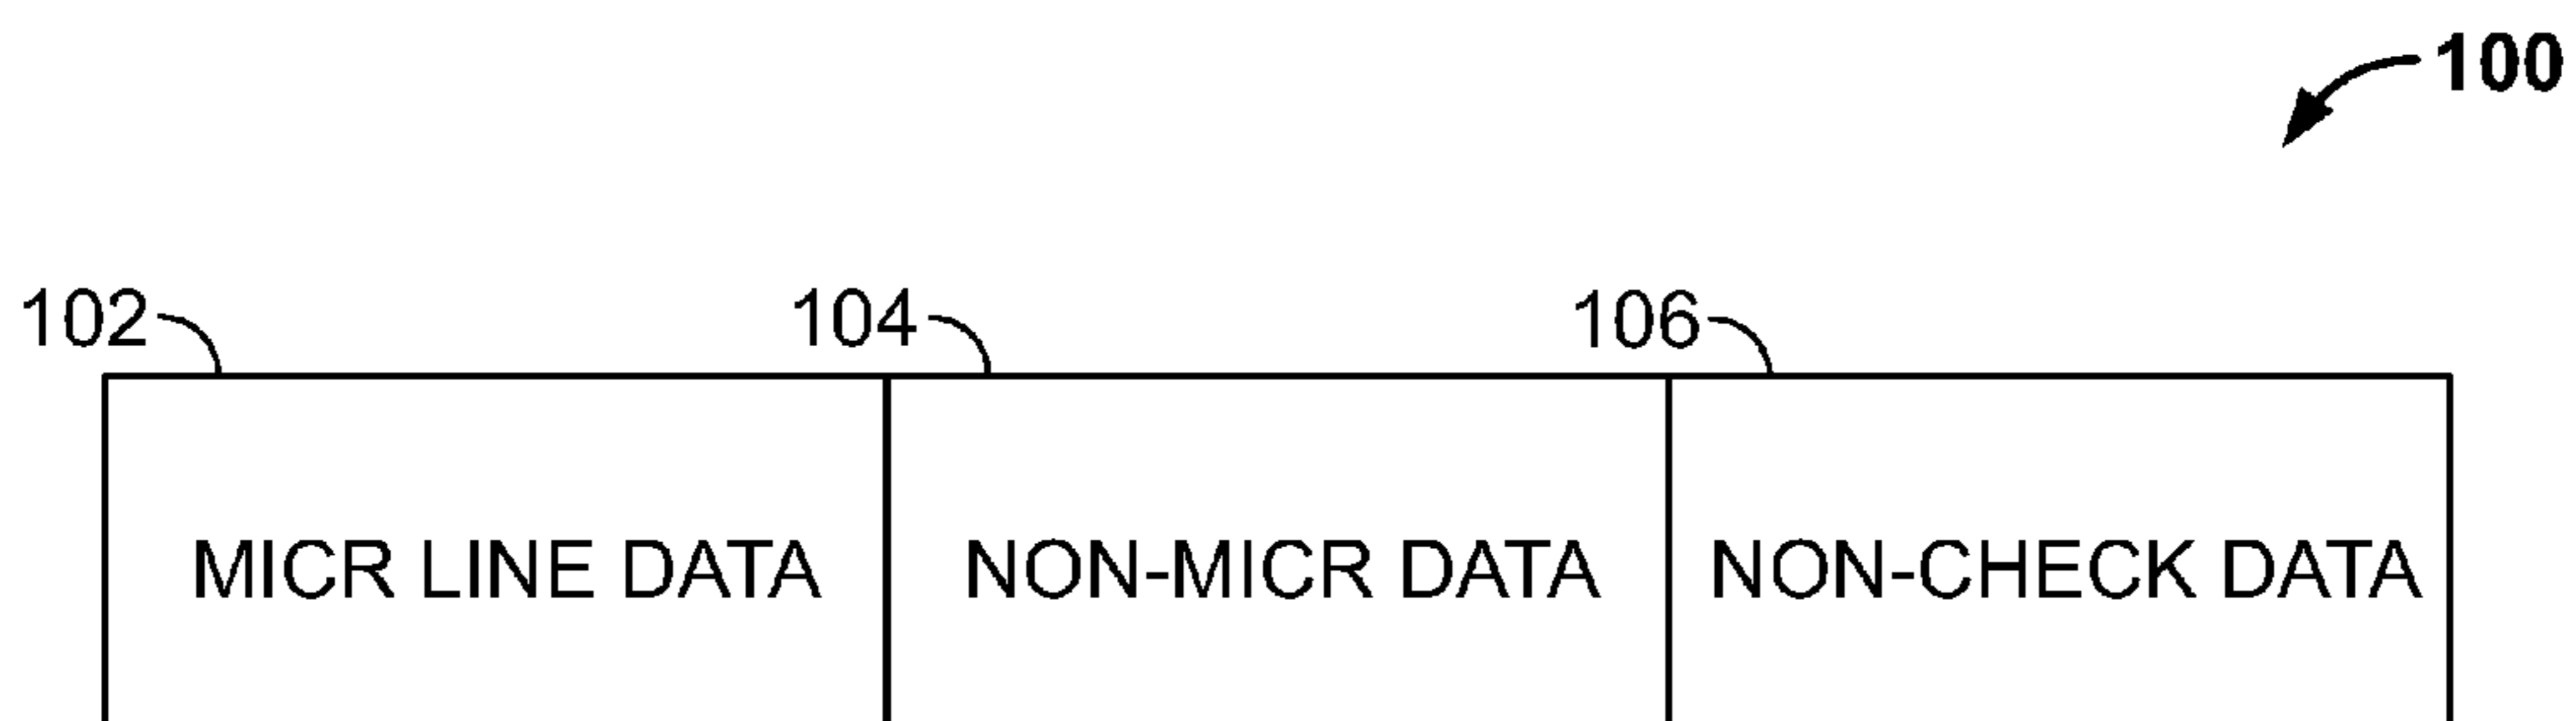 100
102 104 106
MICR LINE DATA NON-MICR DATA NON-CHECK DATA